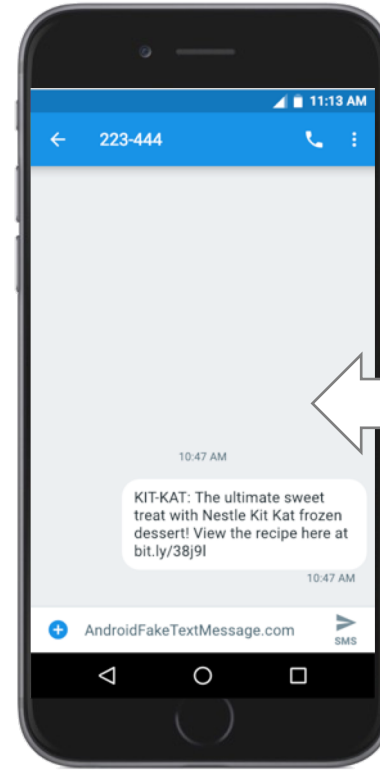 11:13 AM
223-444
10:47 AM
KIT-KAT: The ultimate sweet
treat with Nestle Kit Kat frozen
dessert! View the recipe here at
bit.ly/38j9l
10:47 AM
AndroidFakeTextMessage.com
SMS